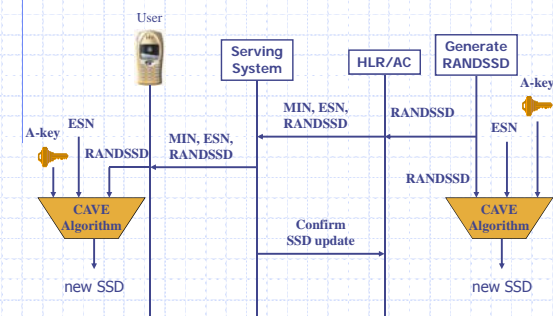 User
Serving
System
HLR/AC
Generate
RANDSSD
A-key
ESN
MIN, ESN,
RANDSSD
RANDSSD
ESN
A-key
RANDSSD
MIN, ESN,
RANDSSD
RANDSSD
CAVE
Algorithm
Confirm
SSD update
CAVE
Algorithm
new SSD
new SSD